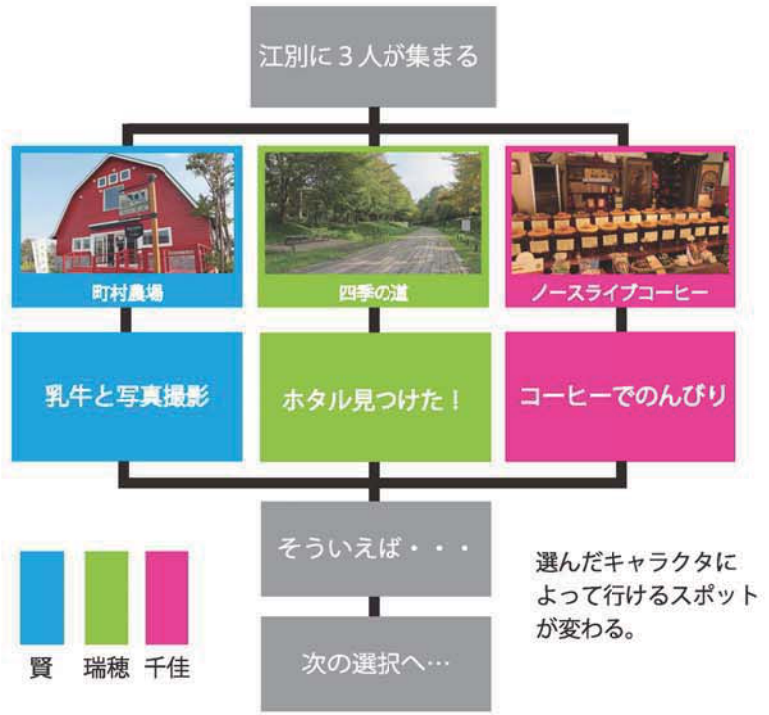 江別に３人が集まる
町村農場
四季の道
ノースライブコーヒー
乳牛と写真撮影
ホタル見つけた！
コーヒーでのんびり
そういえば・・・
次の選択へ…
賢
瑞穂
千佳
選んだキャラクタに
よって行けるスポット
が変わる。